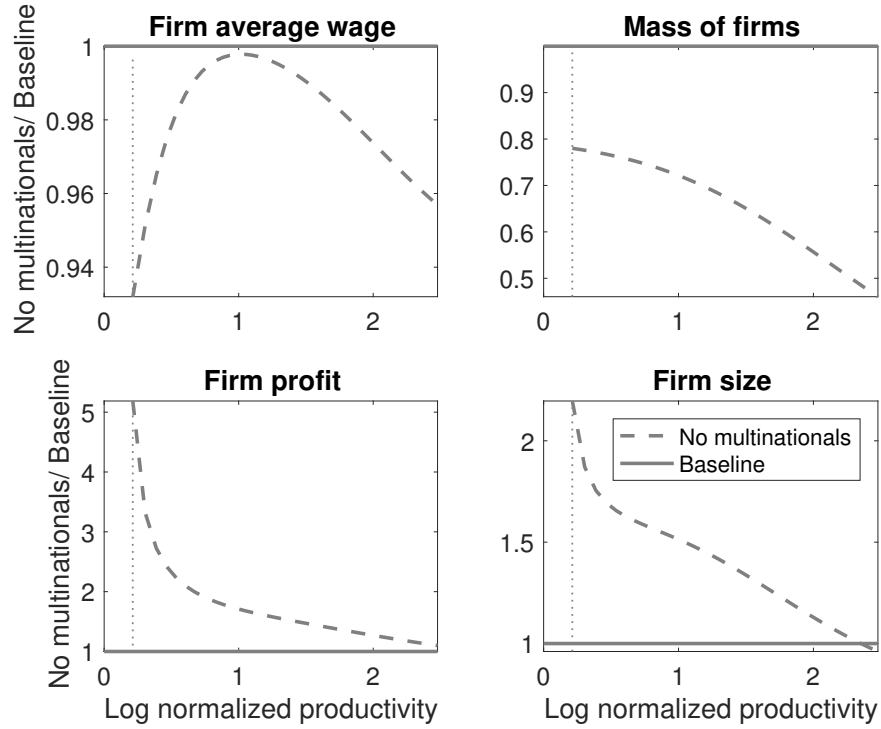 Firm average wage
No multinationals/ Baseline
1
0.98
0.96
0.94
0
1
2
Mass of firms
0.9
0.8
0.7
0.6
0.5
0
1
2
Firm profit
No multinationals/ Baseline
5
4
3
2
1
0
1
2
Log normalized productivity
Firm size
No multinationals
Baseline
2
1.5
1
0
1
2
Log normalized productivity